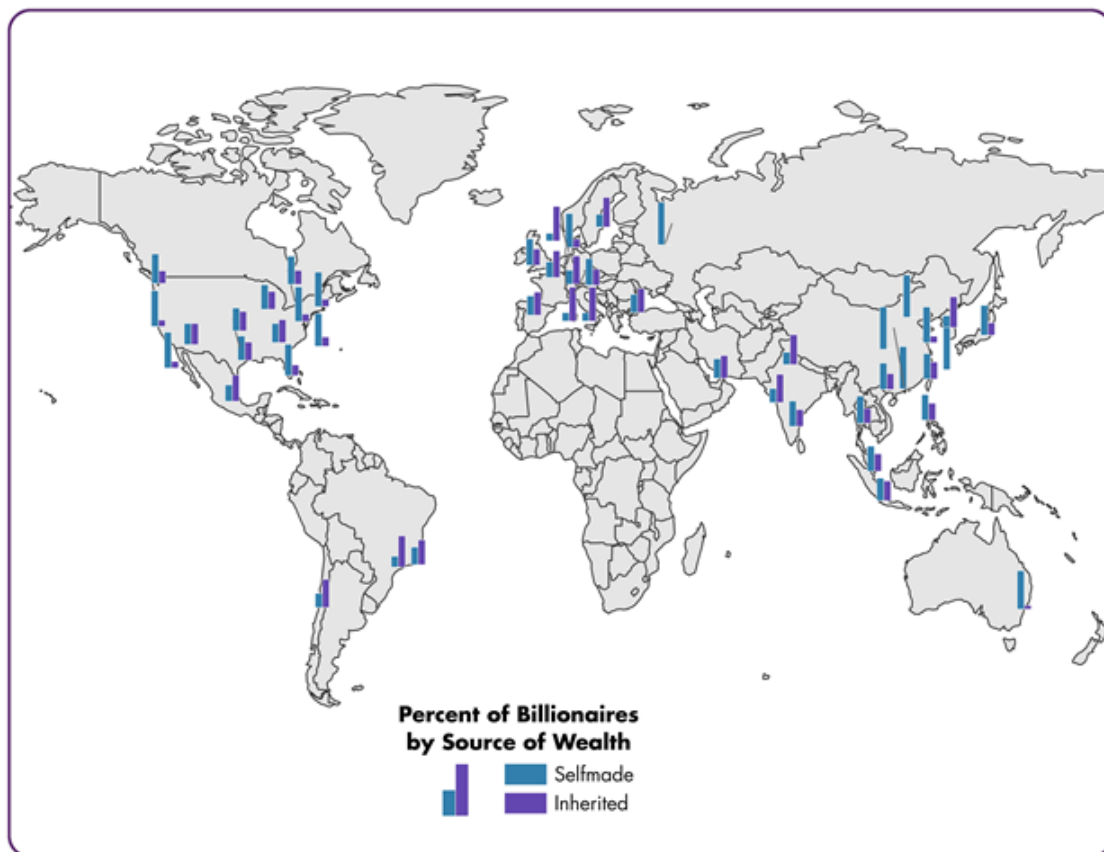 Percent of Billionaires
by Source of Wealth
Selfmade
Inherited